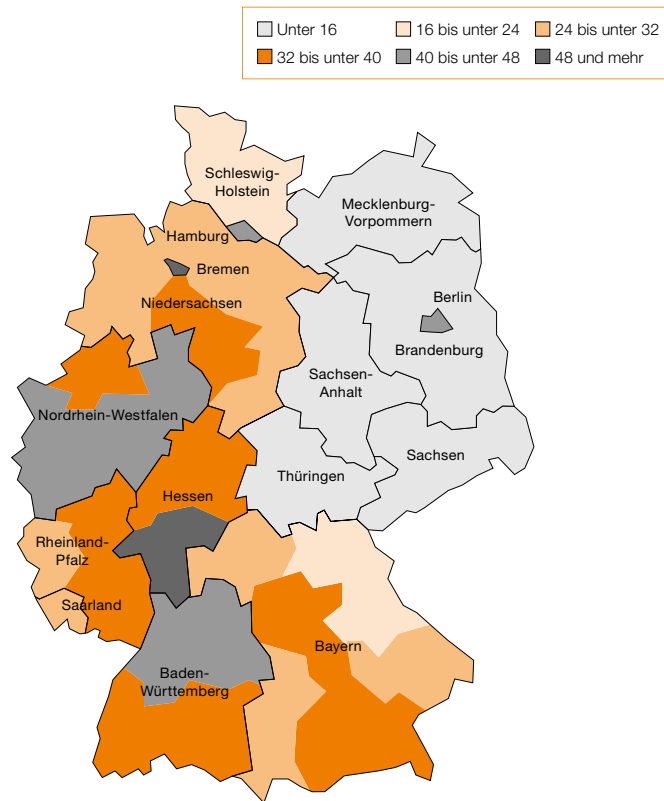 Unter 16
16 bis unter 24
24 bis unter 32
32 bis unter 40
40 bis unter 48
48 und mehr
Schleswig-
Holstein
Mecklenburg-
Vorpommern
Hamburg
Bremen
Niedersachsen
Berlin
Brandenburg
Sachsen-
Anhalt
Nordrhein-Westfalen
Sachsen
Thüringen
Hessen
Rheinland-
Pfalz
Saarland
Bayern
Baden-
Württemberg